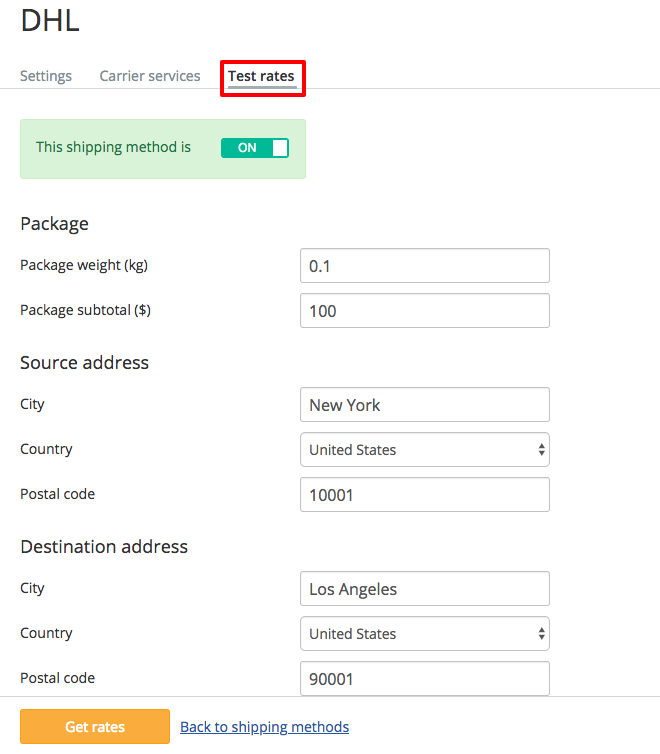 DHL
Settings Carrier services Test rates
This shipping method is ON
Package
Package weight (kg) 0.1
Package subtotal ($) 100
Source address
City New York
Country United States
Postal code 10001
Destination address
City Los Angeles
Country United States
Postal code 90001
Get rates Back to shipping methods